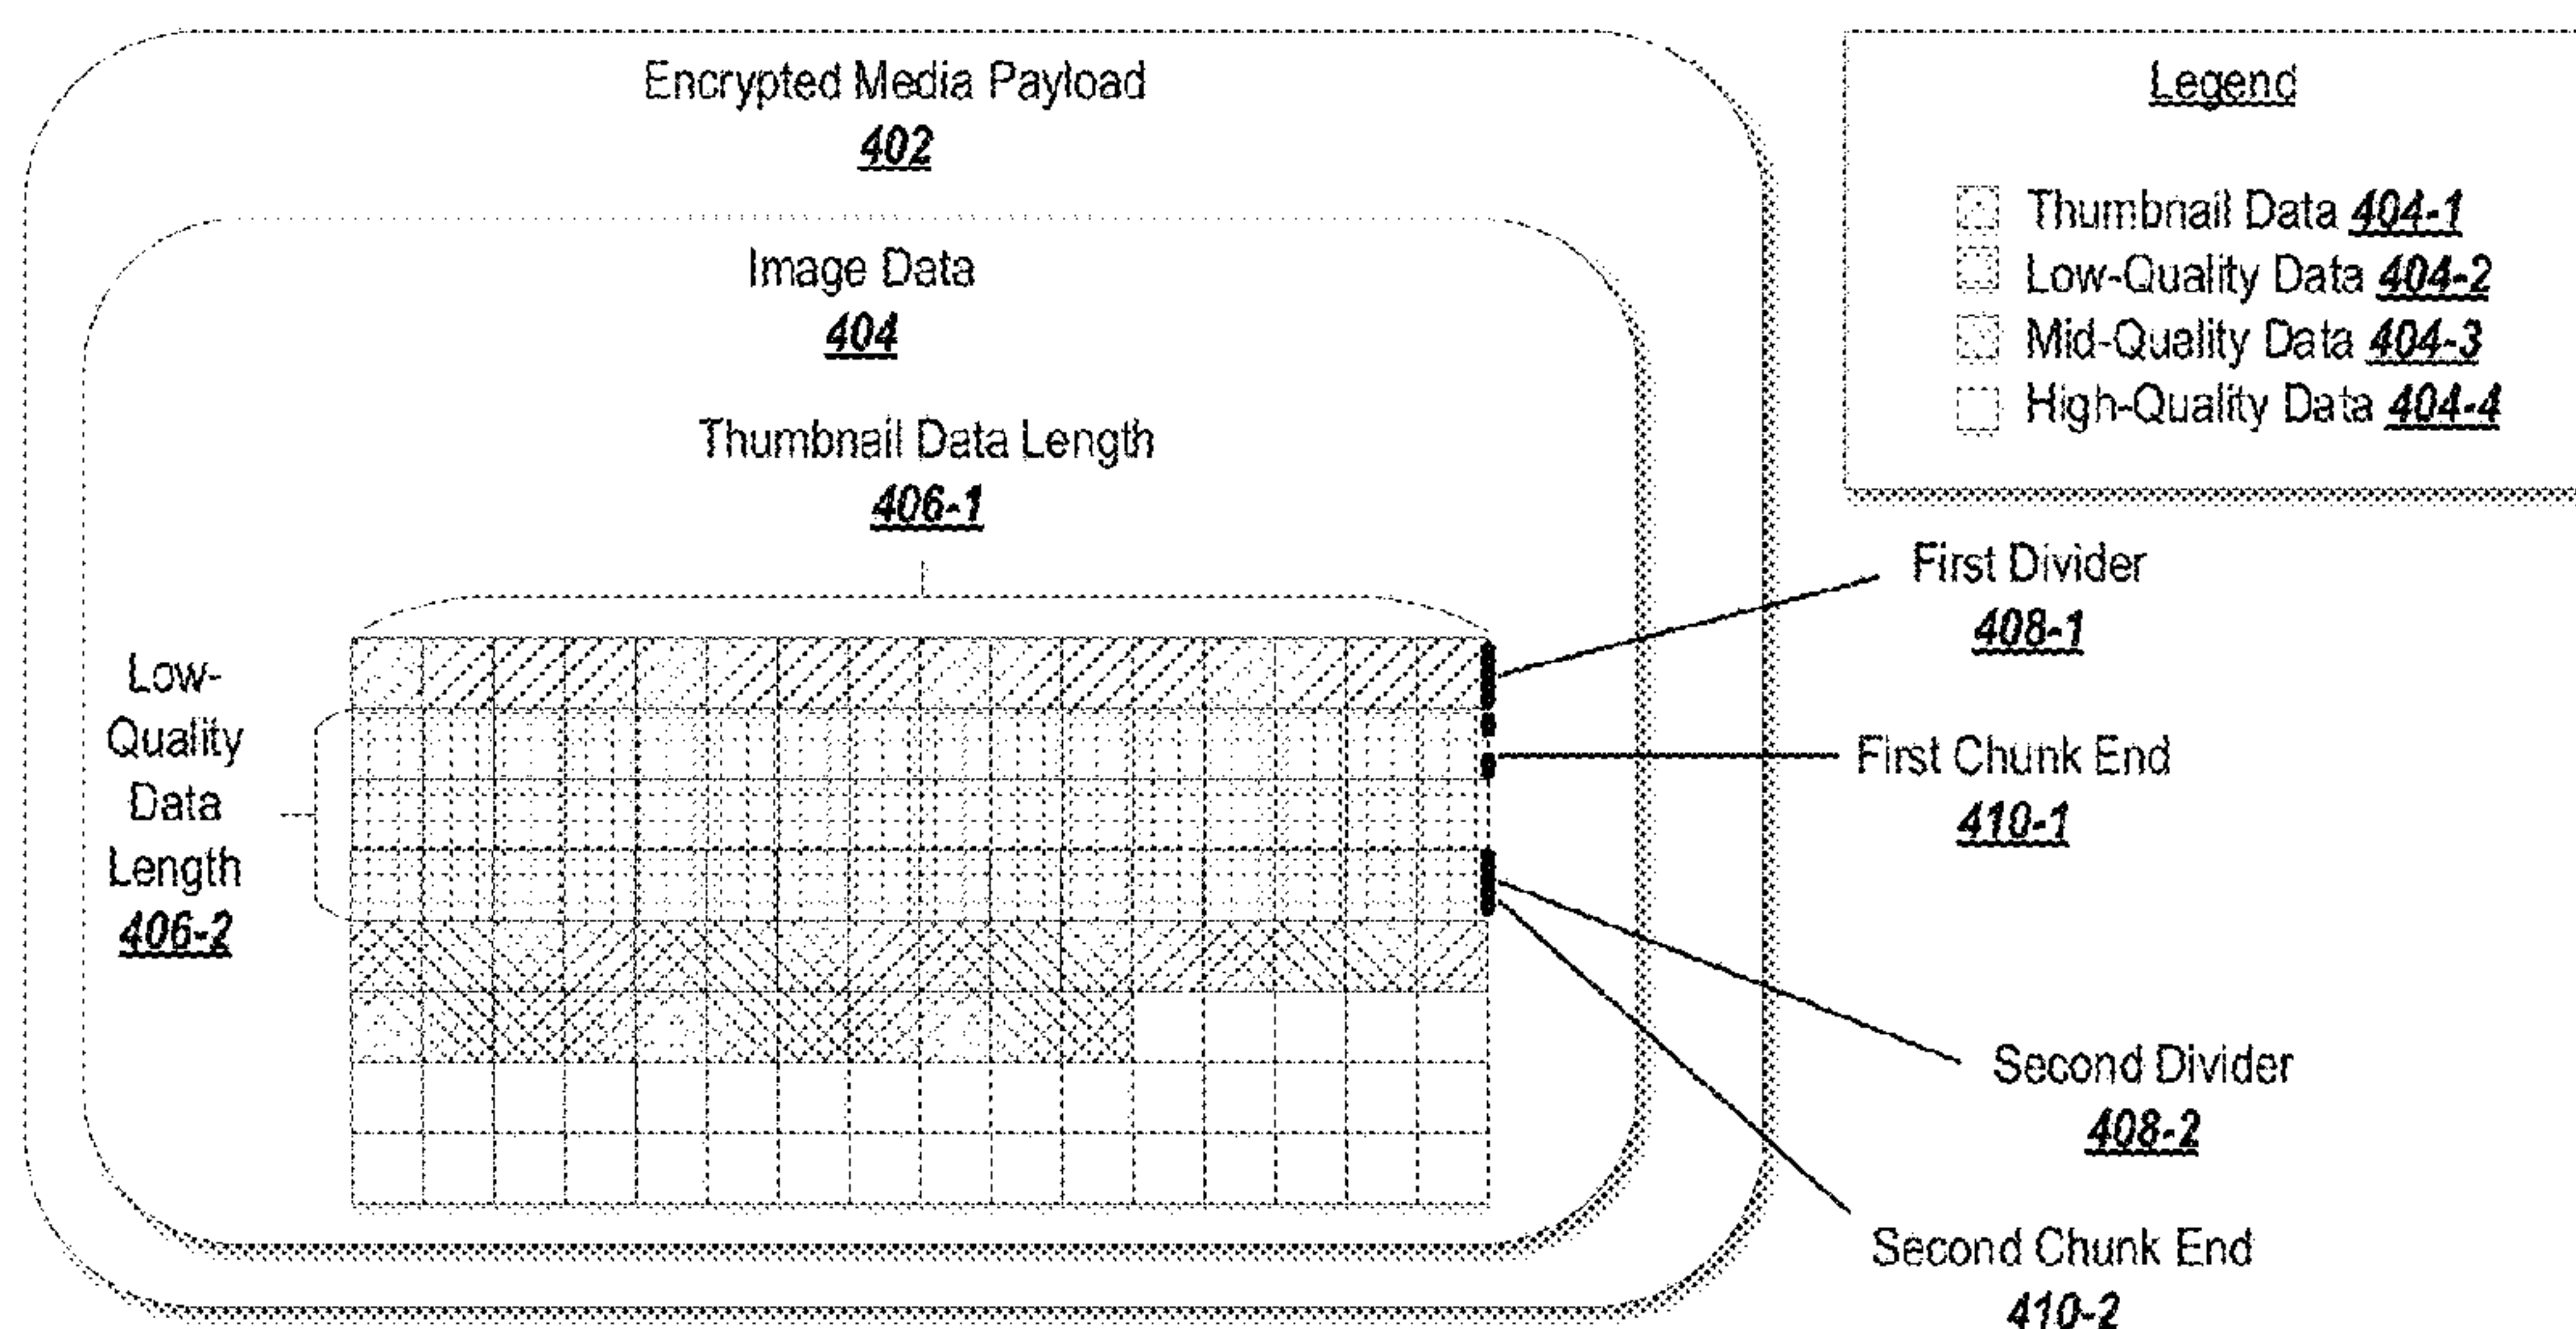 Encrypted Media Payload
402
Image Data
404
Thumbnail Data Length
406-1
Low-
Quality
Data
Length
406-2
Legend
Thumbnail Data 404-1
Low-Quality Data 404-2
Mid-Quality Data 404-3
High-Quality Data 404-4
First Divider
408-1
First Chunk End
410-1
Second Divider
408-2
Second Chunk End
410-2